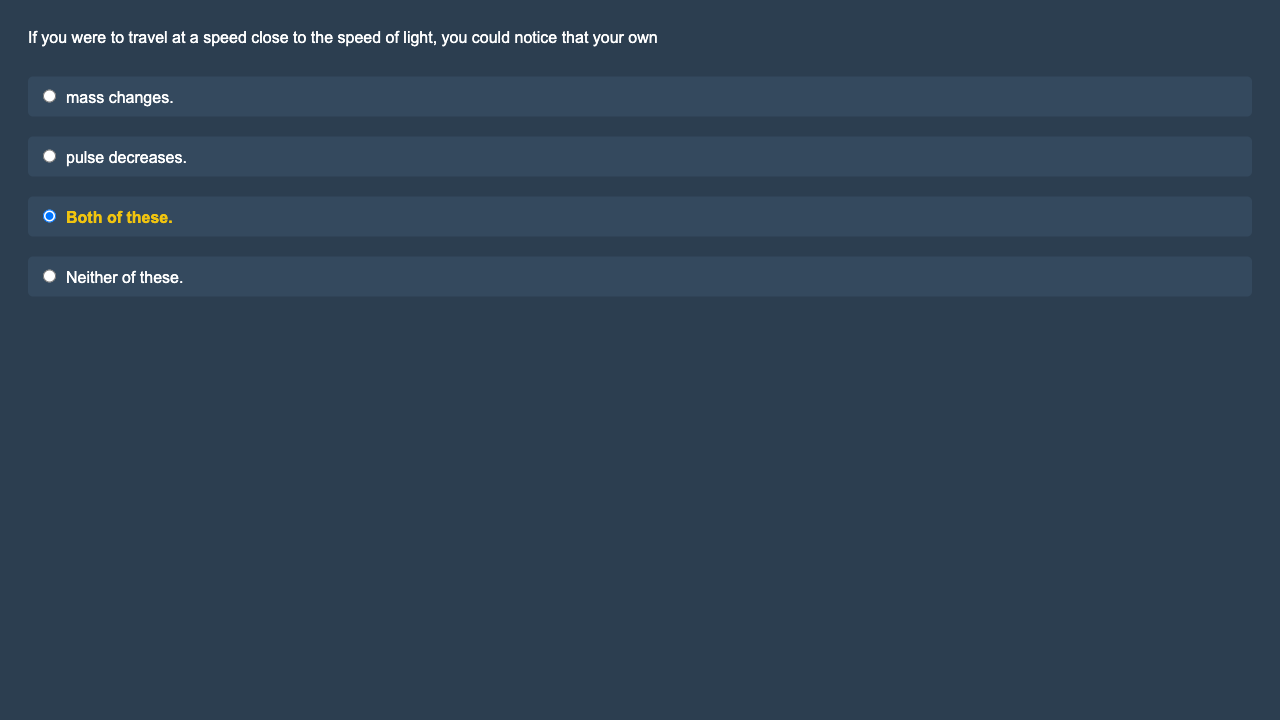 If you were to travel at a speed close to the speed of light, you could notice that your own
mass changes.
pulse decreases.
Both of these.
Neither of these.